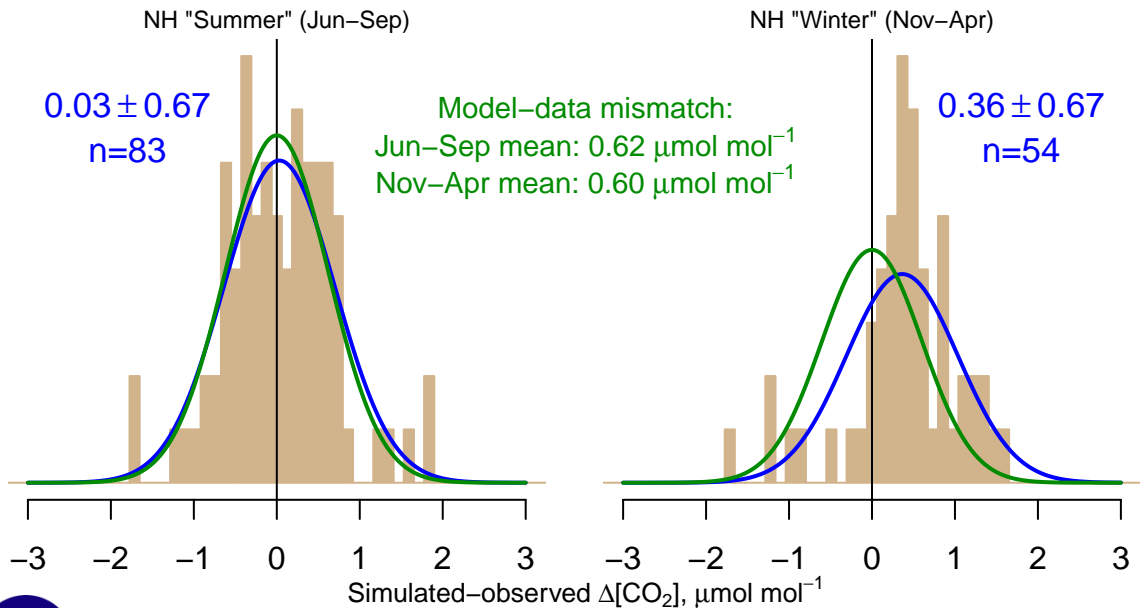 NH "Summer" (Jun−Sep)
NH "Winter" (Nov−Apr)
0.03 ± 0.67
n=83
Model−data mismatch:
Jun−Sep mean: 0.62 μmol mol⁻¹
Nov−Apr mean: 0.60 μmol mol⁻¹
0.36 ± 0.67
n=54
−3 −2 −1 0 1 2 3
−3 −2 −1 0 1 2 3
Simulated−observed Δ[CO₂], μmol mol⁻¹